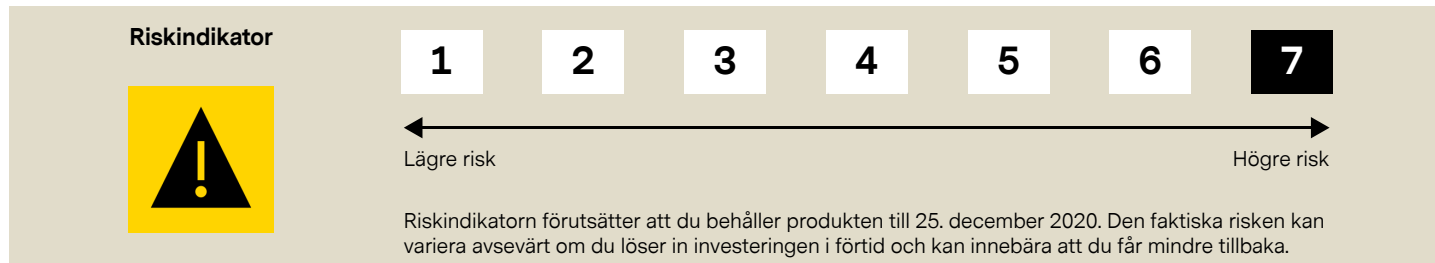 Riskindikator
1 2 3 4 5 6 7
Lägre risk Högre risk
Riskindikatorn förutsätter att du behåller produkten till 25. december 2020. Den faktiska risken kan
variera avsevärt om du löser in investeringen i förtid och kan innebära att du får mindre tillbaka.